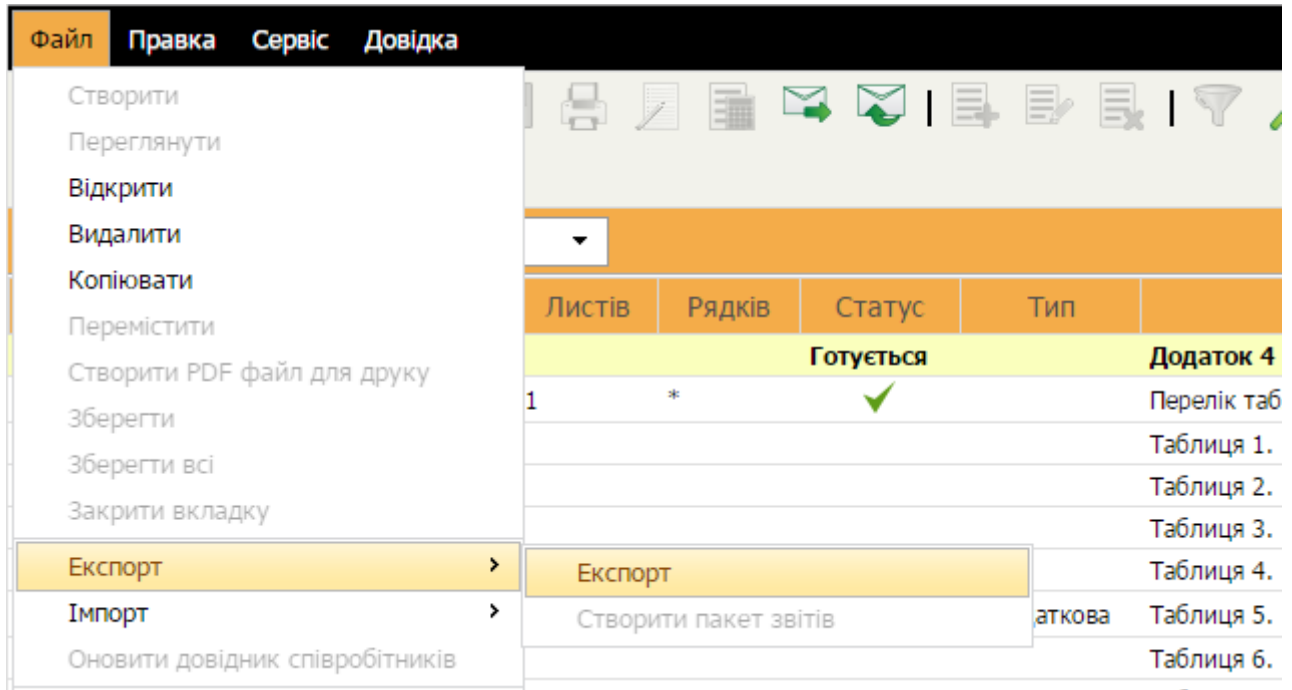 Файл Правка Сервіс Довідка
Створити
Переглянути
Відкрити
Видалити
Копіювати
Перемістити
Створити PDF файл для друку
Зберегти
Зберегти всі
Закрити вкладку
Експорт
Імпорт
Оновити довідник співробітників
Експорт
Створити пакет звітів
Листів Рядків Статус Тип
Готується Додаток 4
1 * Перелік таб
Таблиця 1.
Таблиця 2.
Таблиця 3.
Таблиця 4.
аткова Таблиця 5.
Таблиця 6.